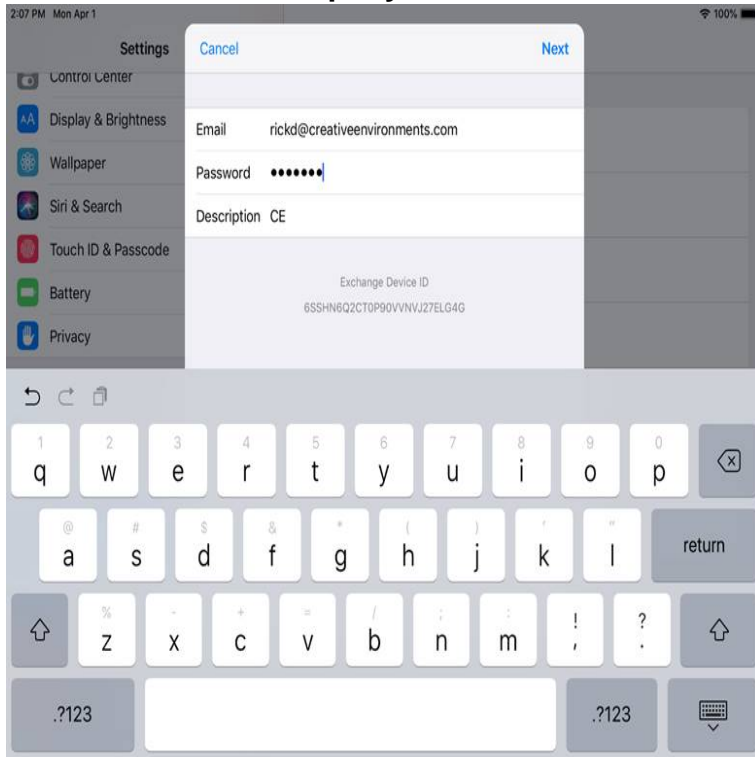 2:07 PM Mon Apr 1
100%
Settings
Cancel
Next
Control Center
Display & Brightness
Wallpaper
Siri & Search
Touch ID & Passcode
Battery
Privacy
Email rickd@creativeenvironments.com
Password •••••••
Description CE
Exchange Device ID
6SSHN6Q2CT0P90VVNVJ27ELG4G
1 2 3 4 5 6 7 8 9 0
q w e r t y u i o p
@ # $ & * ( ) ' "
a s d f g h j k l return
% - + = / ; : ! ?
z x c v b n m , .
.?123 .?123